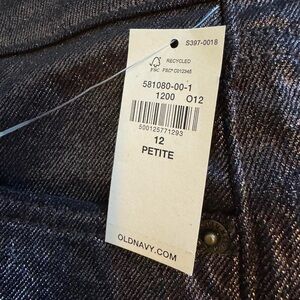 S397-0018
RECYCLED
FSC FSC® C012345
581080-00-1
1200 O12
500125771293
12
PETITE
OLDNAVY.COM